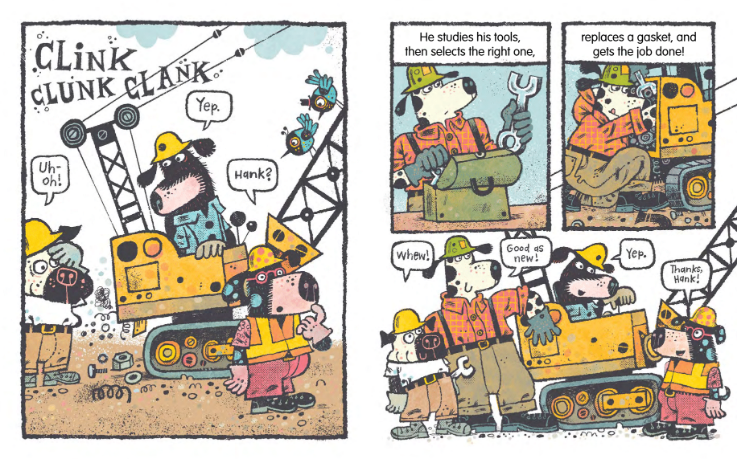 CLINK
CLUNK CLANK
Yep.
Uh-
oh!
Hank?
He studies his tools,
then selects the right one,
replaces a gasket, and
gets the job done!
Whew!
Good as
new!
Yep.
Thanks,
Hank!